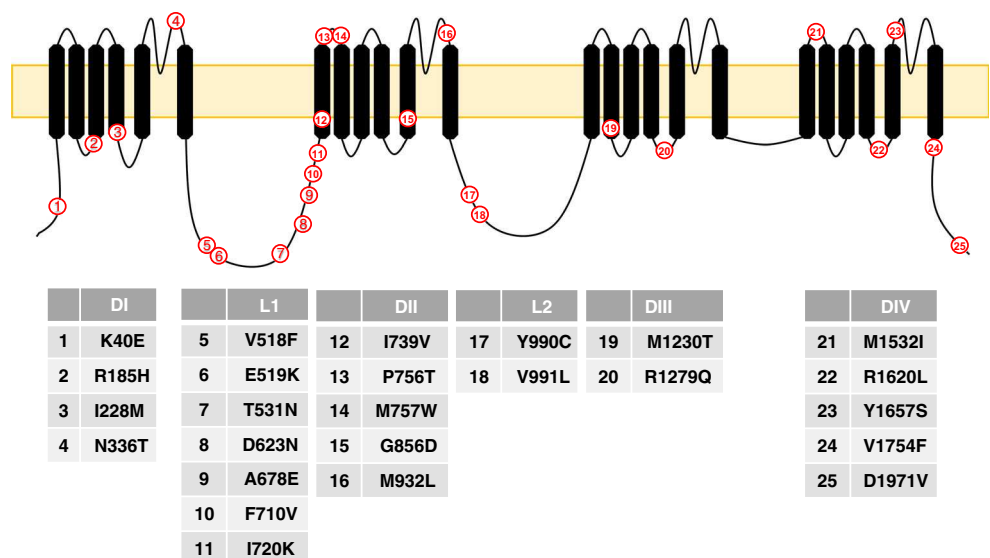 4
13 14
16
21
23
12
15
2
3
19
20
22
24
11
10
9
1
17
8
18
5
6
7
25
DI
1 K40E
2 R185H
3 I228M
4 N336T
L1
5 V518F
6 E519K
7 T531N
8 D623N
9 A678E
10 F710V
11 I720K
DII
12 I739V
13 P756T
14 M757W
15 G856D
16 M932L
L2
17 Y990C
18 V991L
DIII
19 M1230T
20 R1279Q
DIV
21 M1532I
22 R1620L
23 Y1657S
24 V1754F
25 D1971V